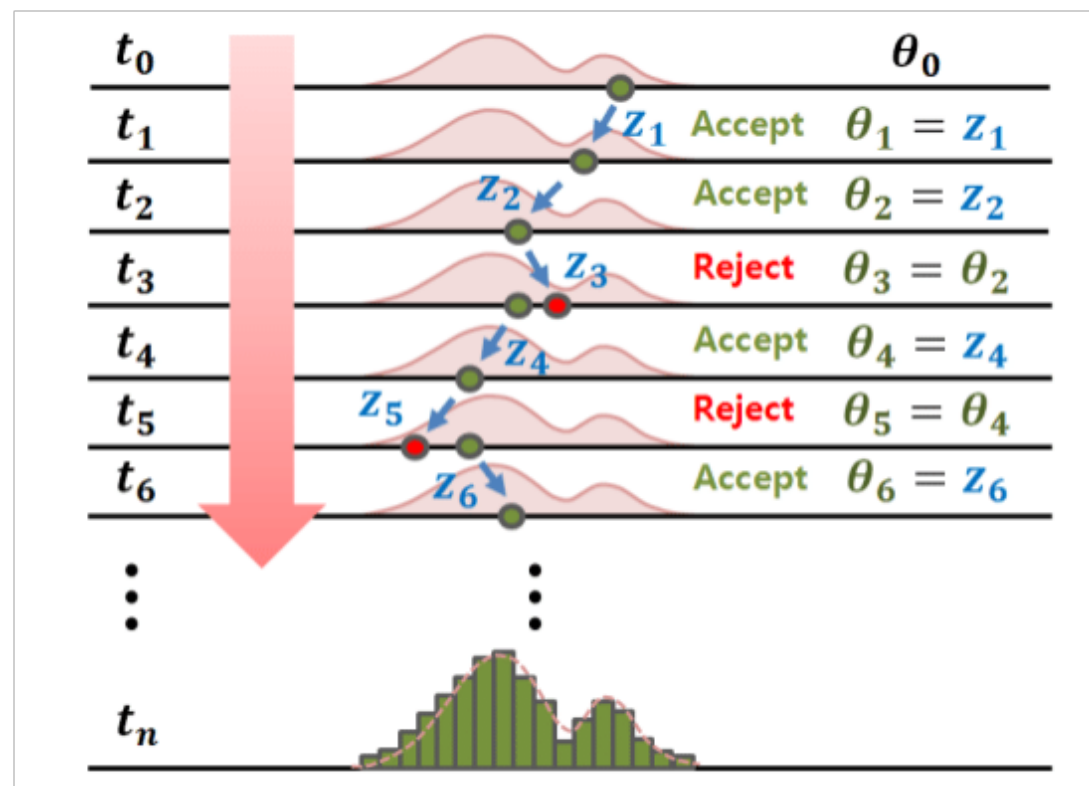 t₀ θ₀
t₁ z₁ Accept θ₁ = z₁
t₂ z₂ Accept θ₂ = z₂
t₃ z₃ Reject θ₃ = θ₂
t₄ z₄ Accept θ₄ = z₄
t₅ z₅ Reject θ₅ = θ₄
t₆ z₆ Accept θ₆ = z₆
tₙ